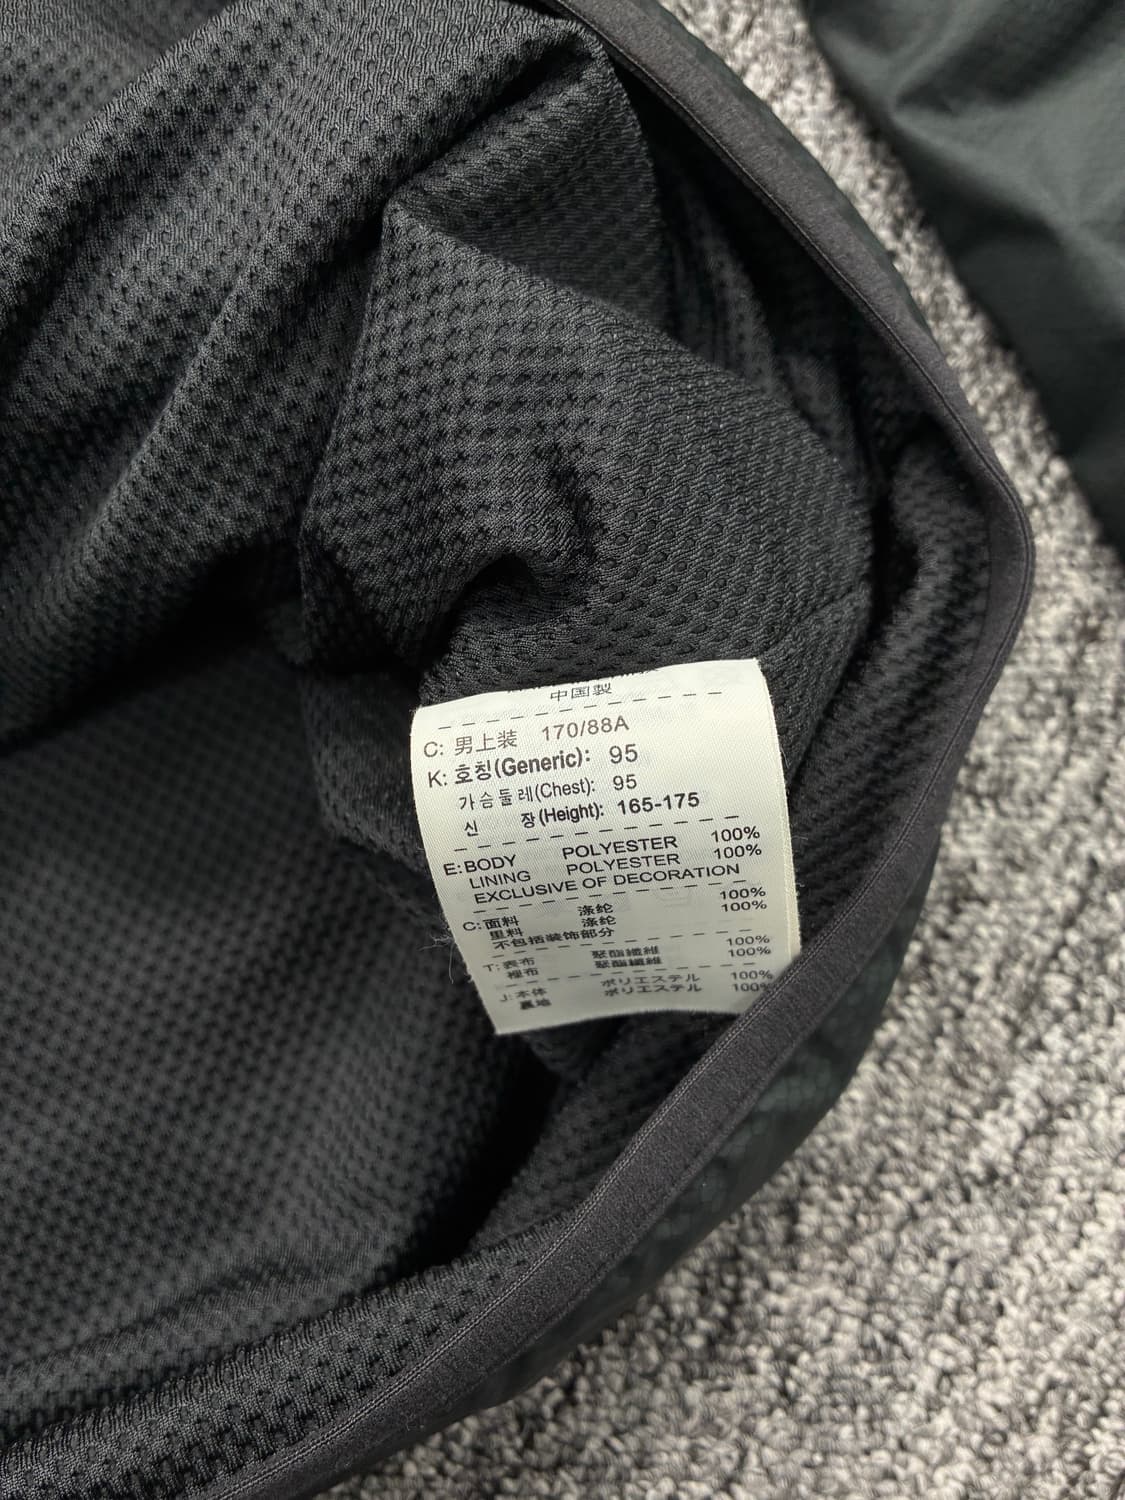 中国製
C: 男上装 170/88A
K: 호칭(Generic): 95
가슴둘레(Chest): 95
신 장(Height): 165-175
E: BODY POLYESTER 100%
LINING POLYESTER 100%
EXCLUSIVE OF DECORATION
C: 面料 涤纶 100%
里料 涤纶 100%
不包括装饰部分
T: 表布 聚酯纖維 100%
裡布 聚酯纖維 100%
J: 本体 ポリエステル 100%
裏地 ポリエステル 100%